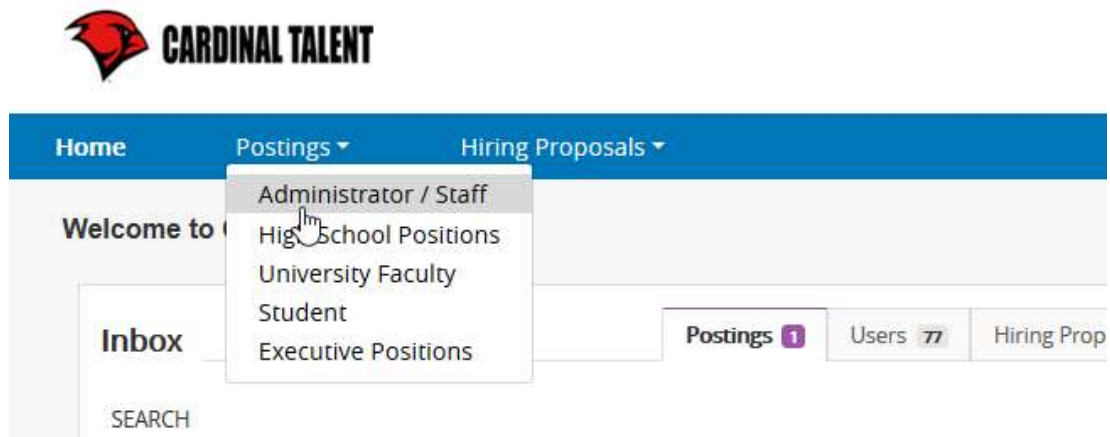 CARDINAL TALENT
Home Postings Hiring Proposals
Administrator / Staff
Welcome to
High School Positions
University Faculty
Student
Inbox
Executive Positions
Postings 1 Users 77 Hiring Prop
SEARCH